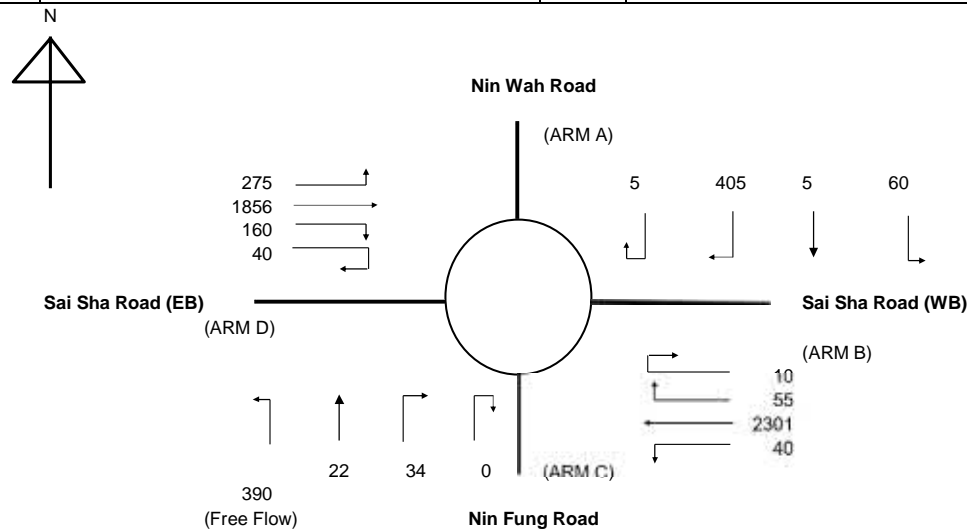 N
Nin Wah Road
(ARM A)
275
1856
160
40
5 405 5 60
Sai Sha Road (EB)
(ARM D)
Sai Sha Road (WB)
(ARM B)
10
55
2301
40
22 34 0
390
(Free Flow)
(ARM C)
Nin Fung Road